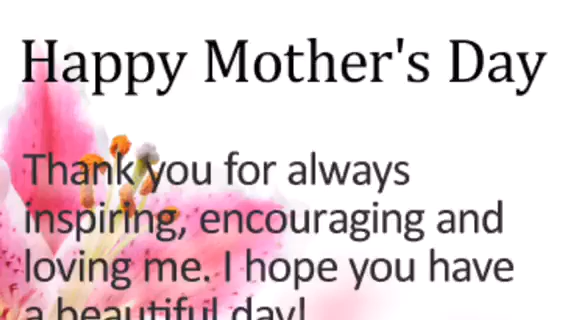 Happy Mother's Day
Thank you for always
inspiring, encouraging and
loving me. I hope you have
a beautiful day!